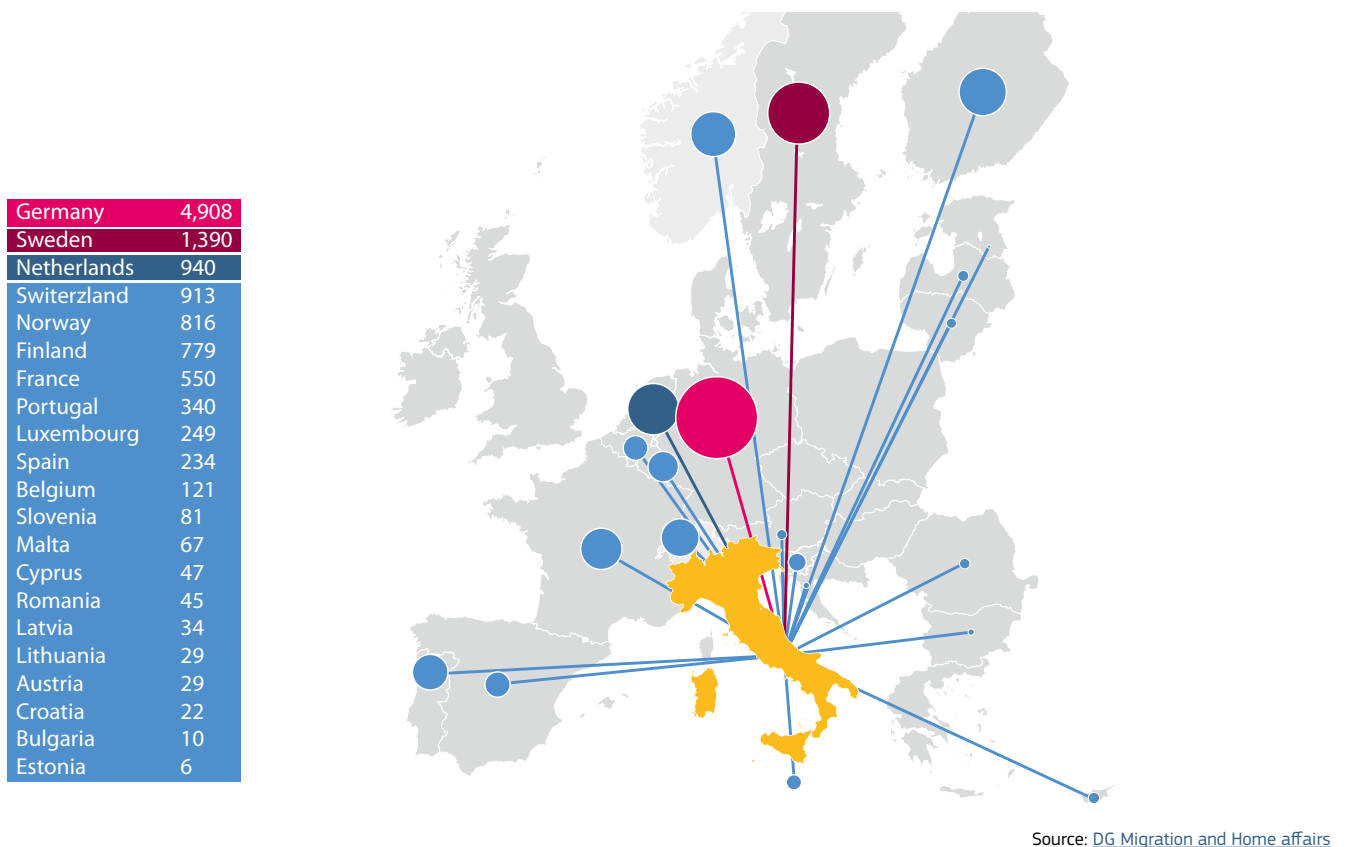 Germany 4,908
Sweden 1,390
Netherlands 940
Switerzland 913
Norway 816
Finland 779
France 550
Portugal 340
Luxembourg 249
Spain 234
Belgium 121
Slovenia 81
Malta 67
Cyprus 47
Romania 45
Latvia 34
Lithuania 29
Austria 29
Croatia 22
Bulgaria 10
Estonia 6
Source: DG Migration and Home affairs